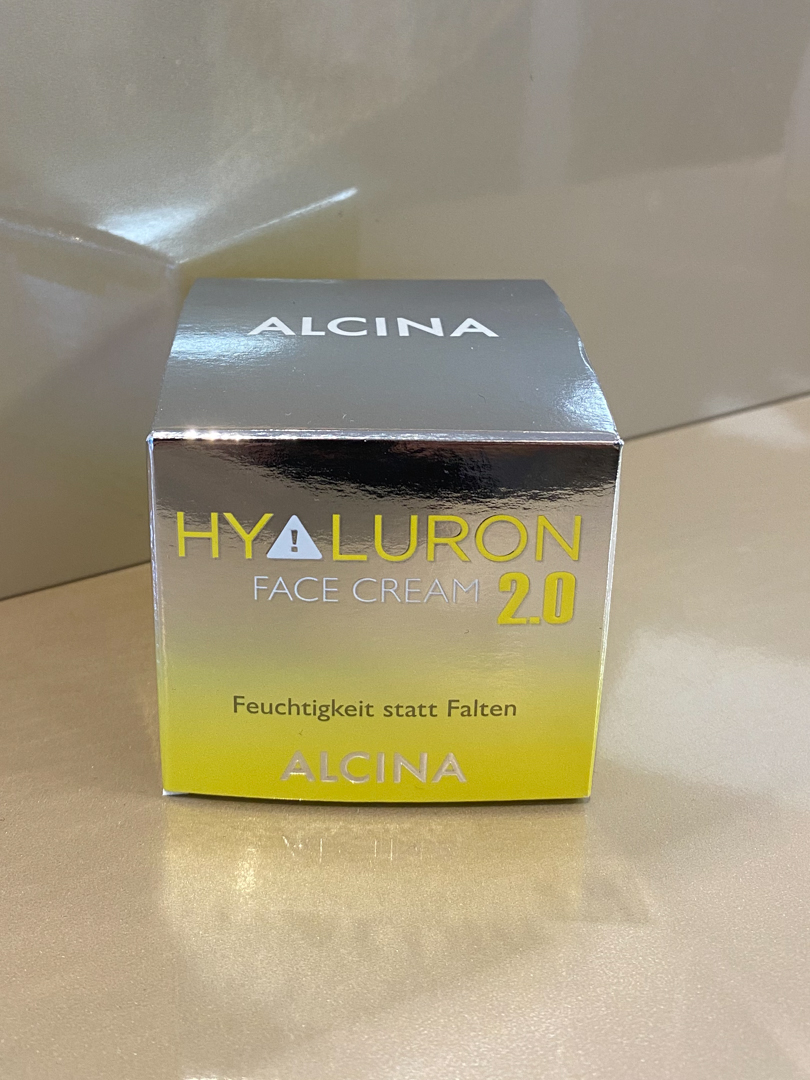 ALCINA
HYALURON
FACE CREAM 2.0
Feuchtigkeit statt Falten
ALCINA